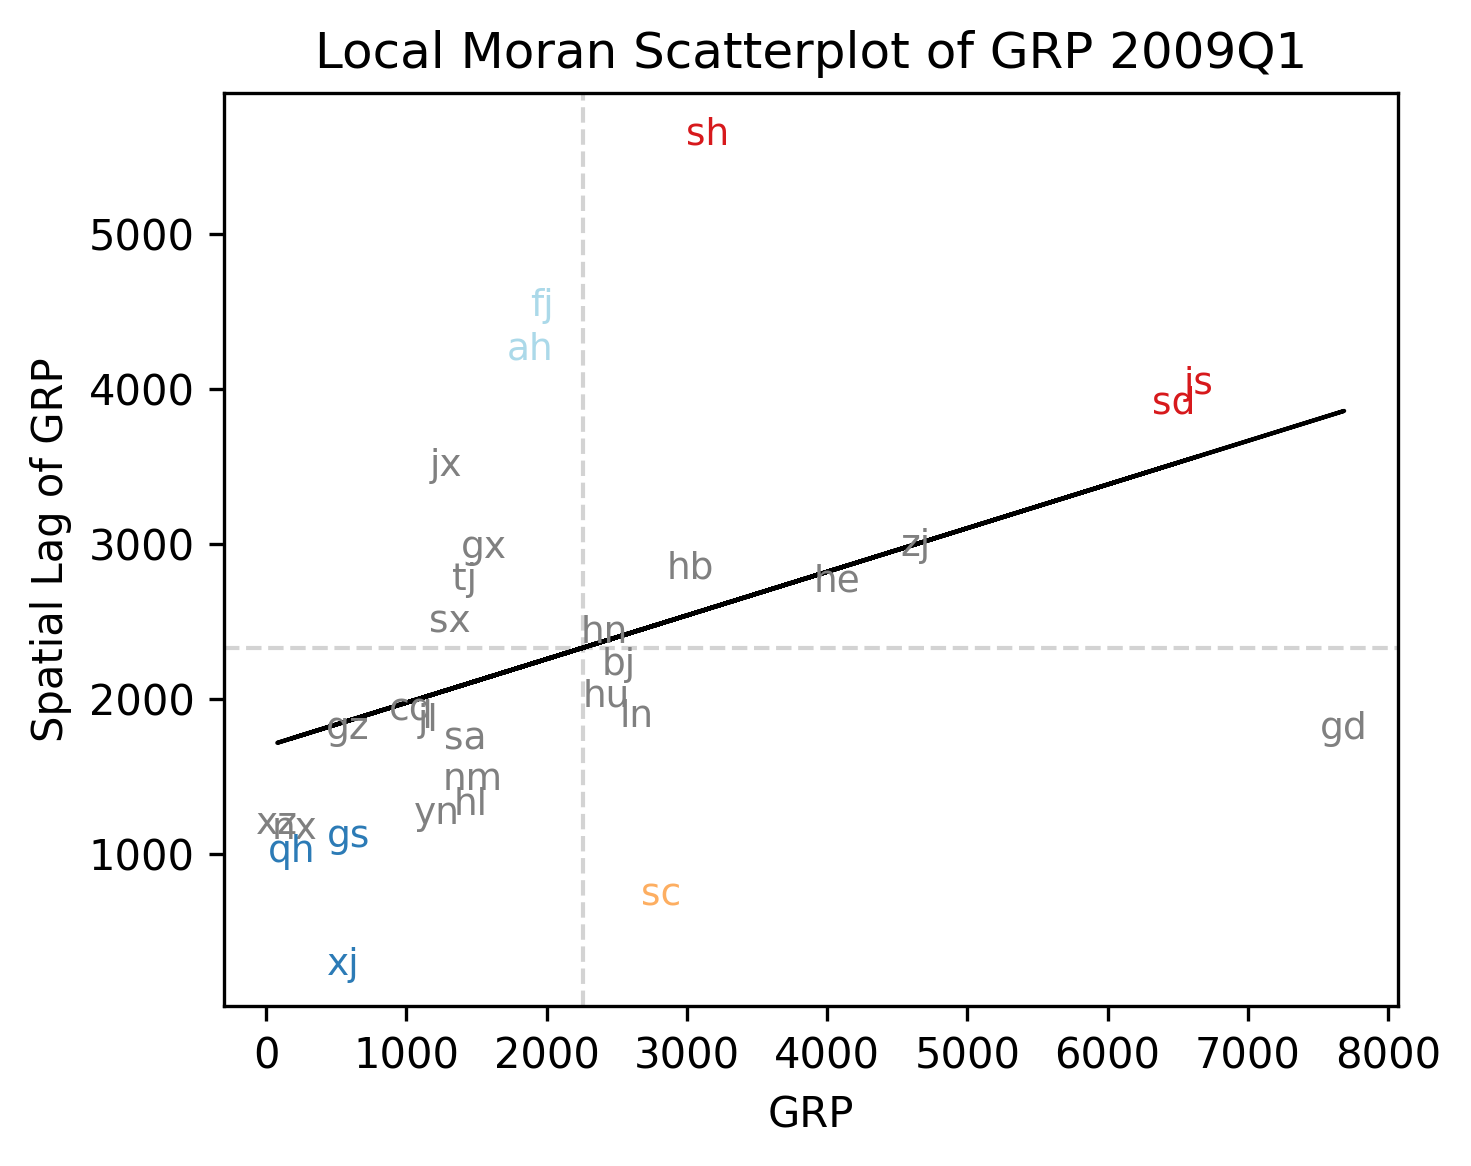 Local Moran Scatterplot of GRP 2009Q1
sh
5000
fj
ah
4000
js
sd
jx
3000
gx
zj
hb
tj
he
sx
hn
bj
2000
hu
cq
ln
jl
gz
gd
sa
nm
hl
yn
xz
nx
gs
qh
1000
sc
xj
Spatial Lag of GRP
0 1000 2000 3000 4000 5000 6000 7000 8000
GRP